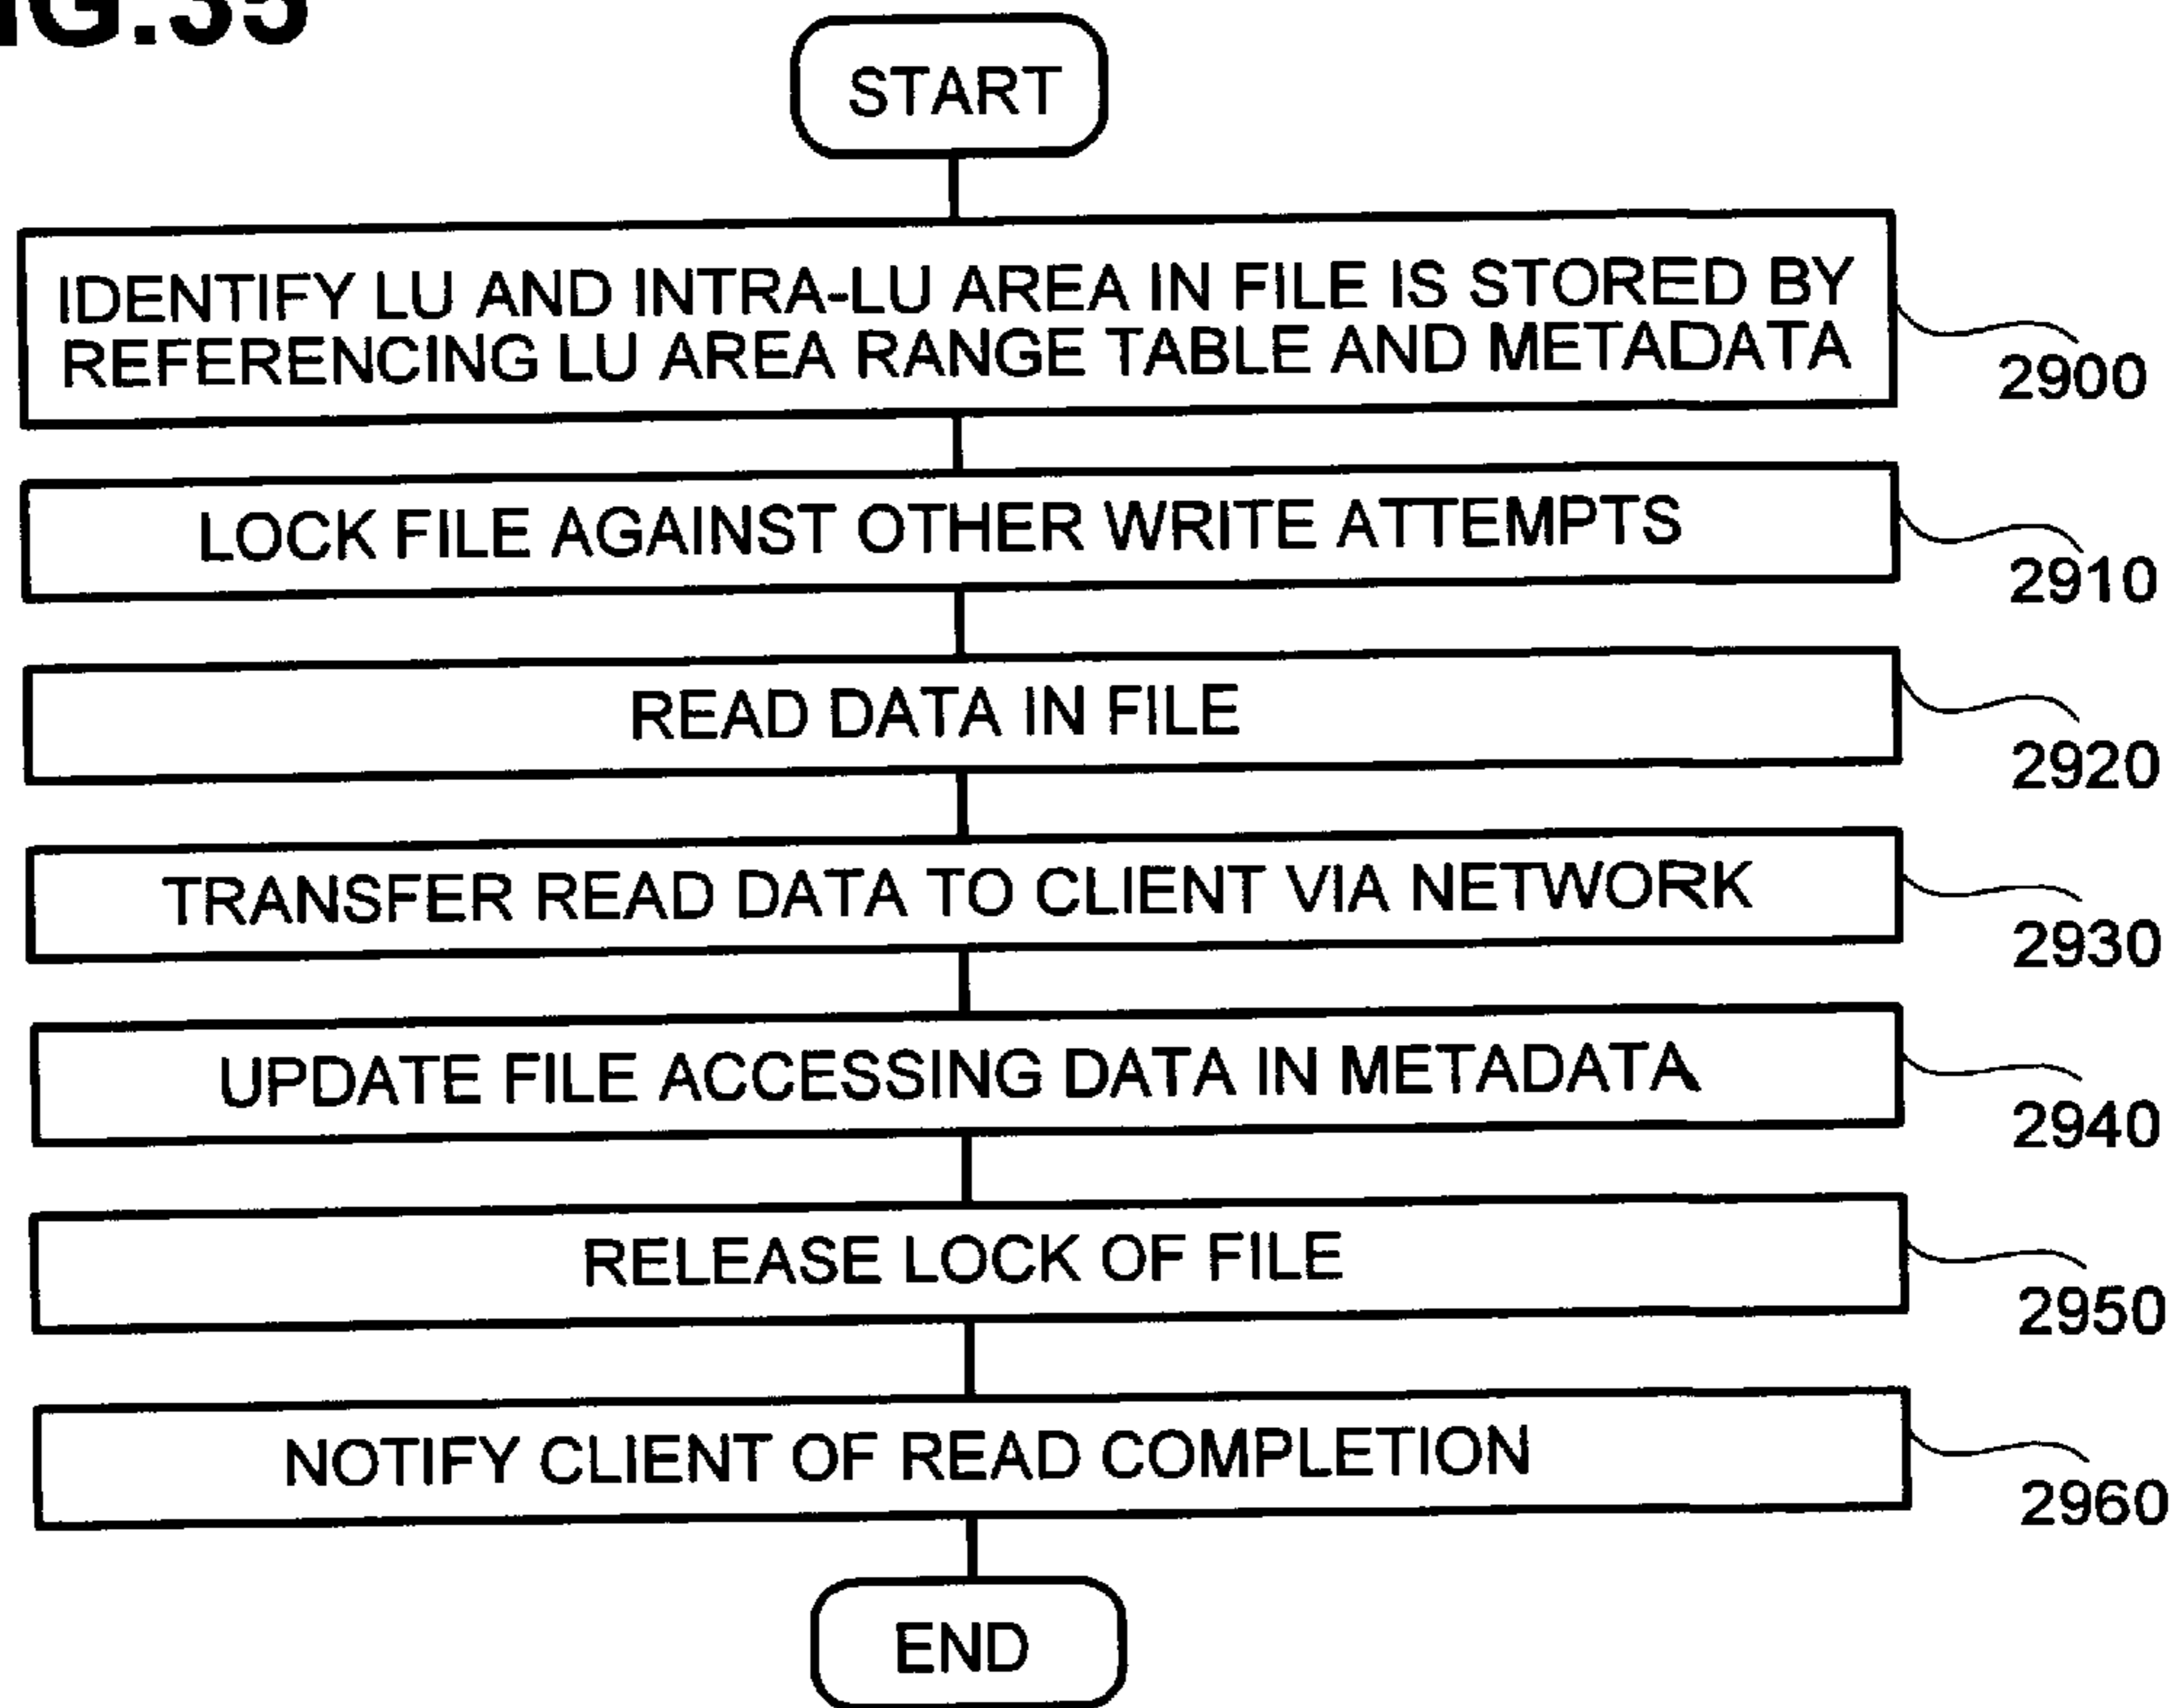 IG.35
START
IDENTIFY LU AND INTRA-LU AREA IN FILE IS STORED BY
REFERENCING LU AREA RANGE TABLE AND METADATA
2900
LOCK FILE AGAINST OTHER WRITE ATTEMPTS
2910
READ DATA IN FILE
2920
TRANSFER READ DATA TO CLIENT VIA NETWORK
2930
UPDATE FILE ACCESSING DATA IN METADATA
2940
RELEASE LOCK OF FILE
2950
NOTIFY CLIENT OF READ COMPLETION
2960
END